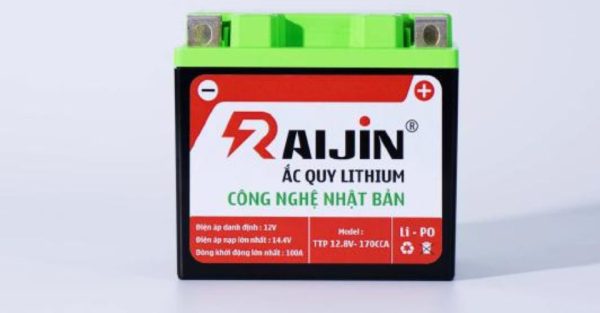 RAIJIN®
ẮC QUY LITHIUM
CÔNG NGHỆ NHẬT BẢN
Điện áp danh định : 12V
Điện áp nạp lớn nhất : 14.4V
Dòng khởi động lớn nhất : 100A
Model :
TTP 12.8V- 170CCA
Li - PO